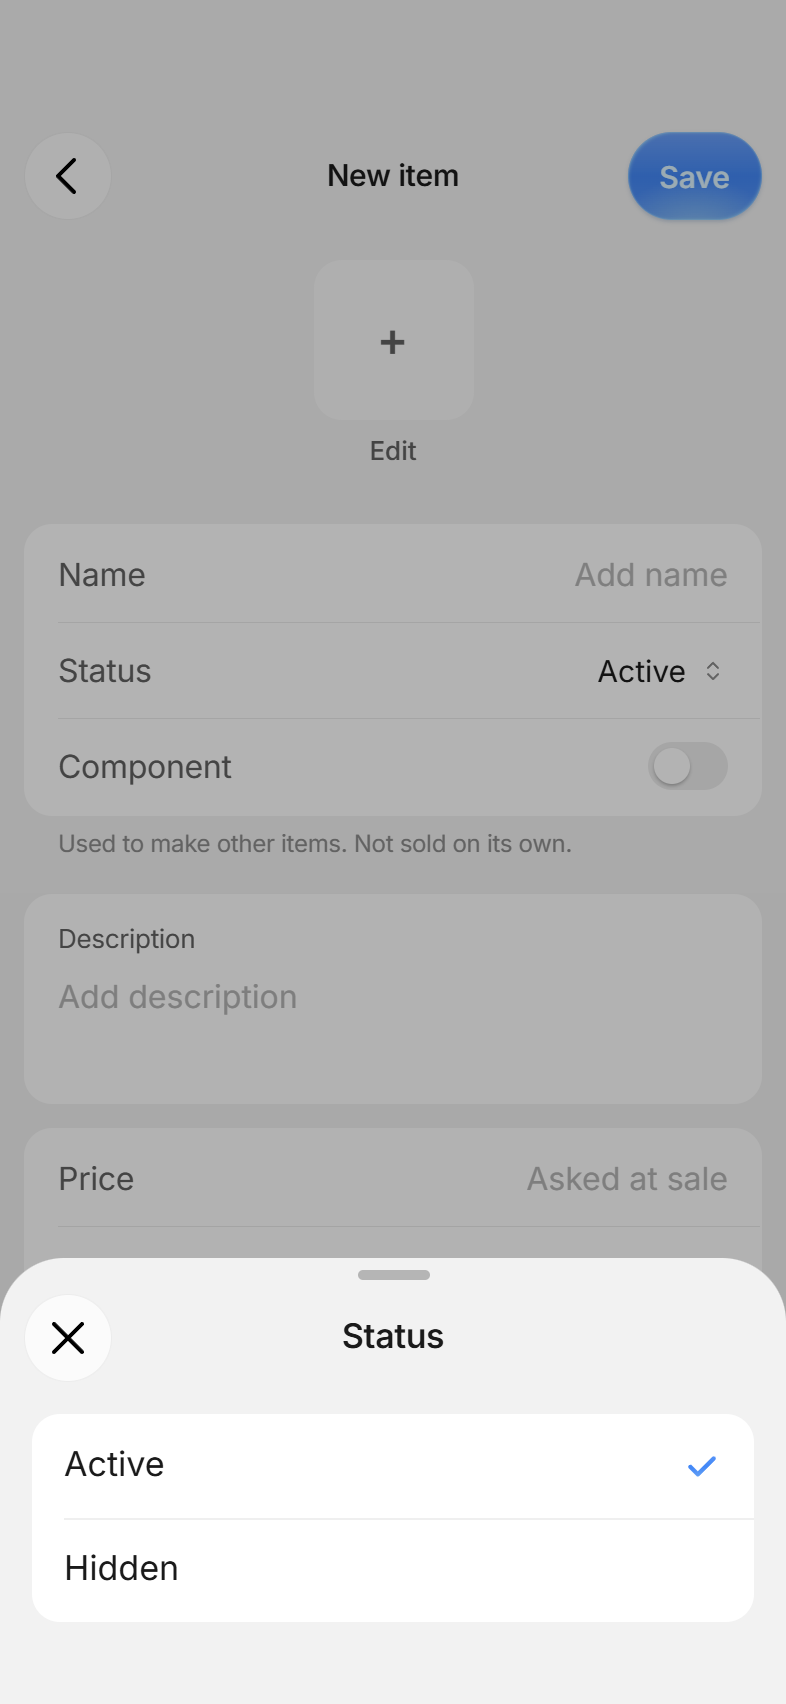 New item
Save
+
Edit
Name
Add name
Status
Active
Component
Used to make other items. Not sold on its own.
Description
Add description
Price
Asked at sale
Status
Active
Hidden